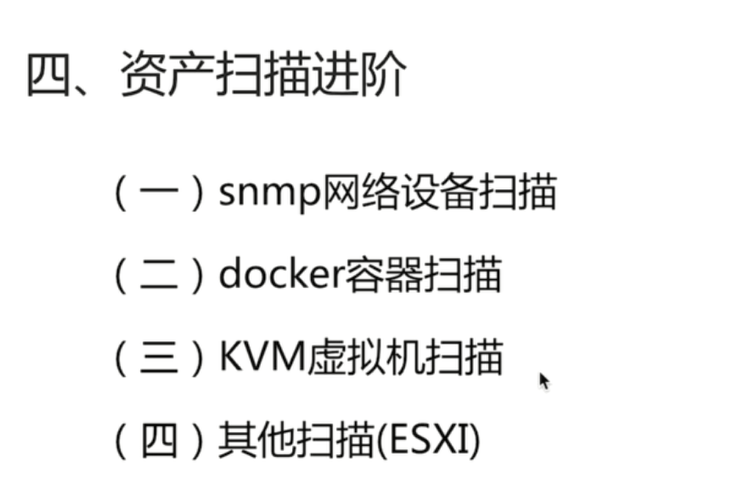 四、资产扫描进阶
（一）snmp网络设备扫描
（二）docker容器扫描
（三）KVM虚拟机扫描
（四）其他扫描(ESXI)